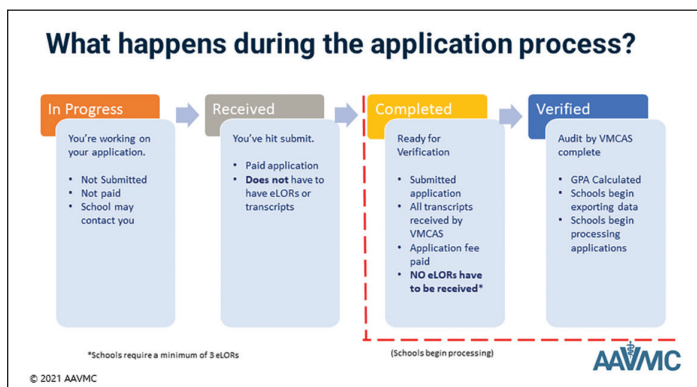 What happens during the application process?
In Progress
You're working on
your application.
• Not Submitted
• Not paid
• School may
contact you
Received
You've hit submit.
• Paid application
• Does not have to
have eLORs or
transcripts
Completed
Ready for
Verification
• Submitted
application
• All transcripts
received by
VMCAS
• Application fee
paid
• NO eLORs have
to be received*
Verified
Audit by VMCAS
complete
• GPA Calculated
• Schools begin
exporting data
• Schools begin
processing
applications
*Schools require a minimum of 3 eLORs
(Schools begin processing)
© 2021 AAVMC
AAVMC